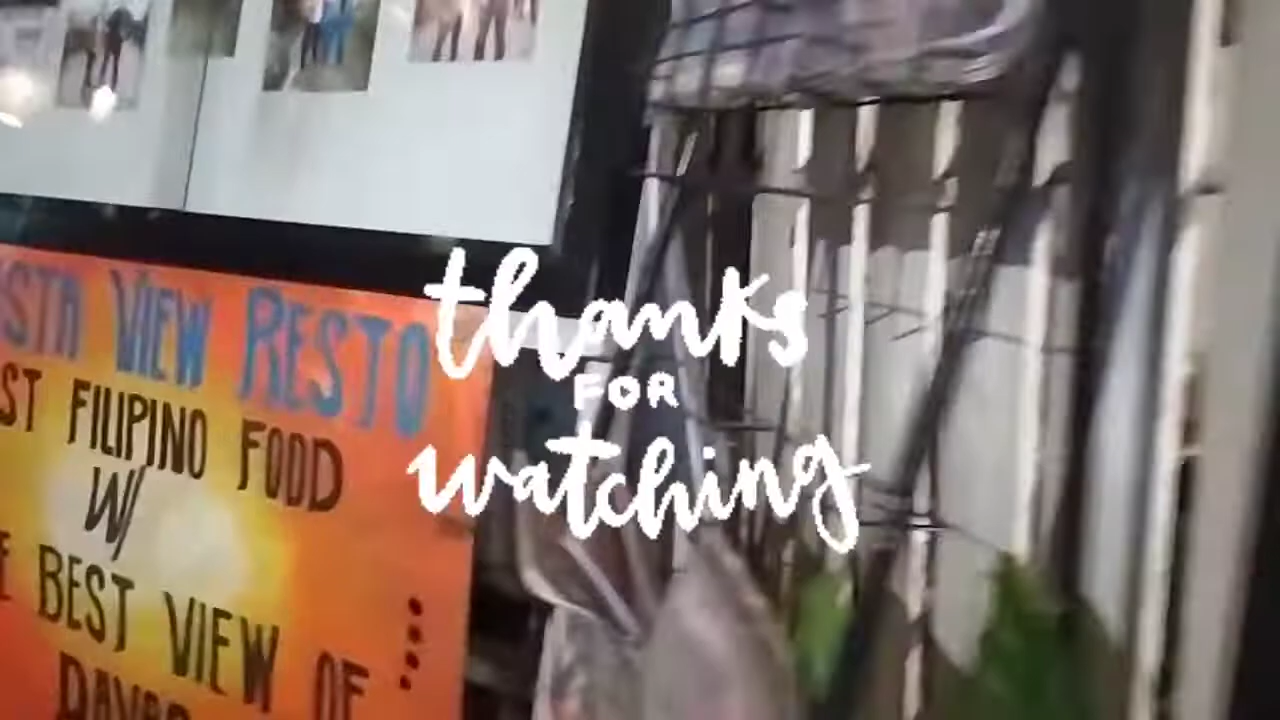 VIEW RESTO
FILIPINO FOOD
W/
BEST VIEW OF ...
thanks
FOR
watching